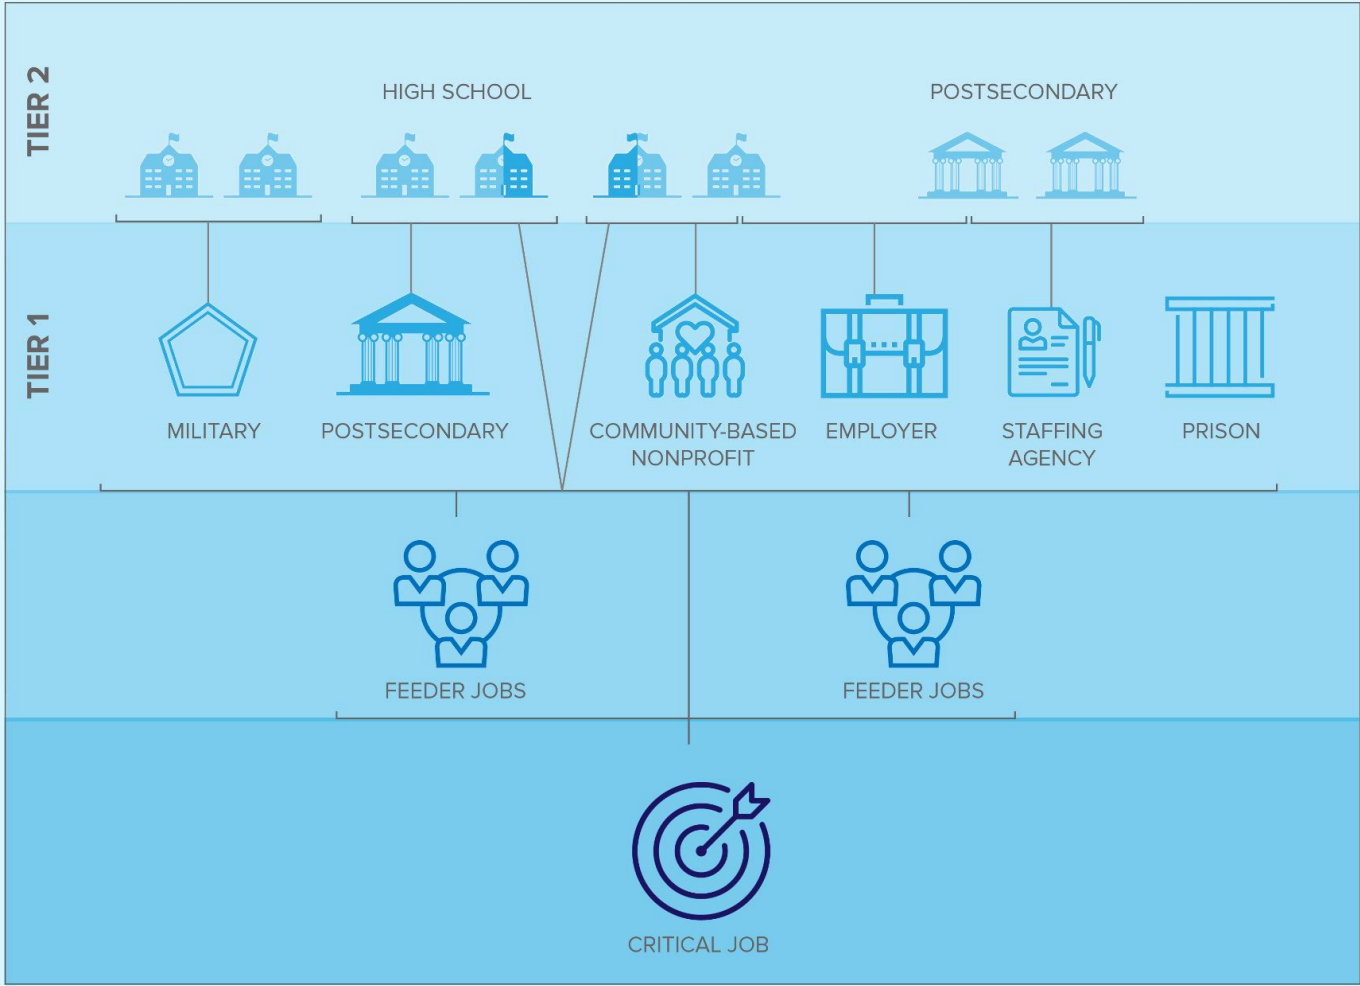 TIER 2
HIGH SCHOOL
POSTSECONDARY
TIER 1
MILITARY
POSTSECONDARY
COMMUNITY-BASED
NONPROFIT
EMPLOYER
STAFFING
AGENCY
PRISON
FEEDER JOBS
FEEDER JOBS
CRITICAL JOB